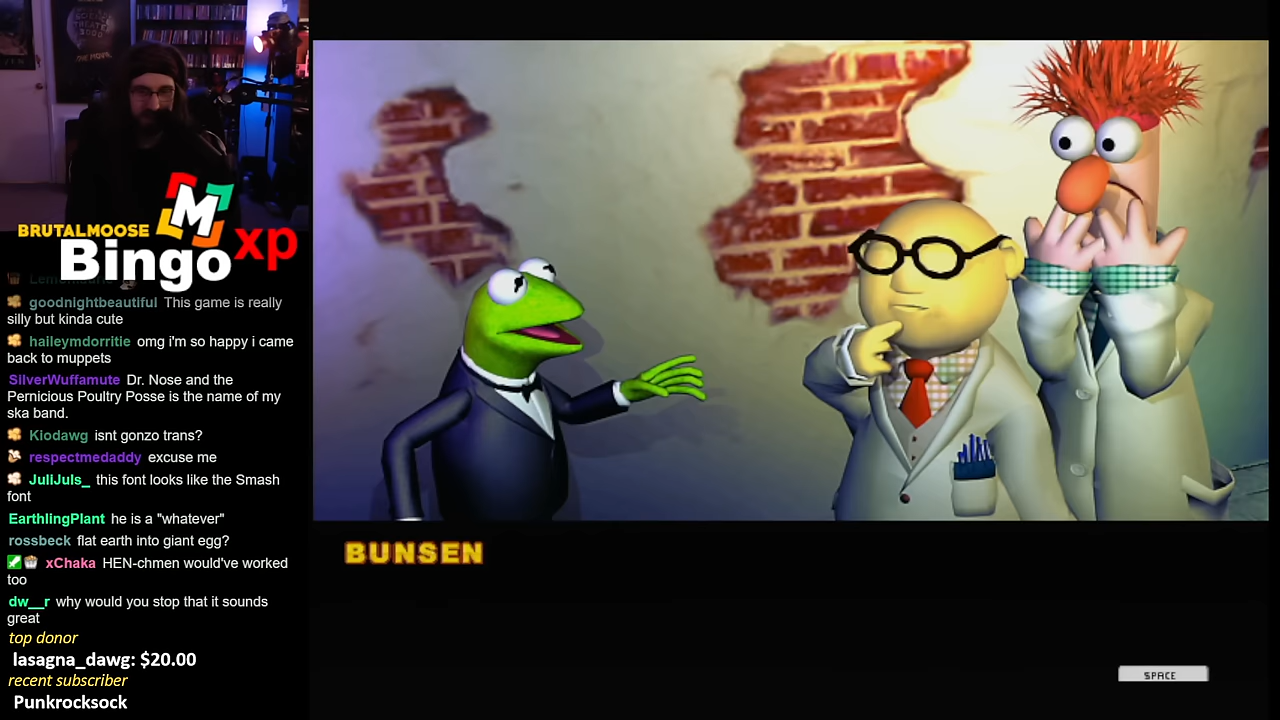 BRUTALMOOSE
M
Bingo xp
goodnightbeautiful This game is really
silly but kinda cute
haileymdorritie omg i'm so happy i came
back to muppets
SilverWuffamute Dr. Nose and the
Pernicious Poultry Posse is the name of my
ska band.
Kiodawg isnt gonzo trans?
respectmedaddy excuse me
JuliJuls_ this font looks like the Smash
font
EarthlingPlant he is a "whatever"
rossbeck flat earth into giant egg?
xChaka HEN-chmen would've worked
too
dw__r why would you stop that it sounds
great
top donor
lasagna_dawg: $20.00
recent subscriber
Punkrocksock
BUNSEN
SPACE